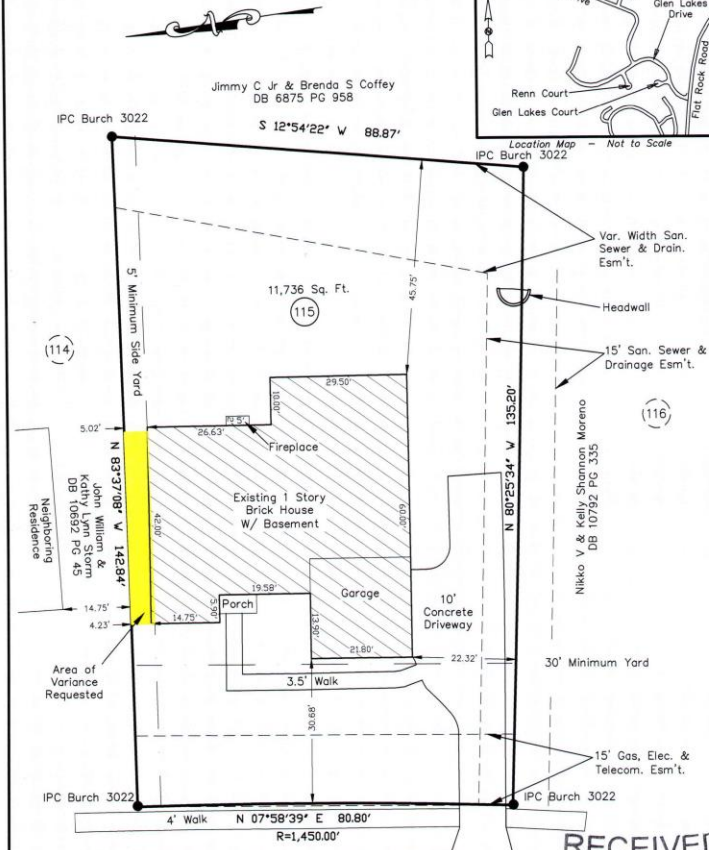 Glen Lakes
Drive
Renn Court
Glen Lakes Court
Flat Rock Road
Location Map - Not to Scale
Jimmy C Jr & Brenda S Coffey
DB 6875 PG 958
S 12°54'22" W 88.87'
IPC Burch 3022
IPC Burch 3022
Var. Width San.
Sewer & Drain.
Esm't.
Headwall
15' San. Sewer &
Drainage Esm't.
5' Minimum Side Yard
11,736 Sq. Ft.
115
45.75'
114
116
29.50'
10.00'
5.02'
26.63'
Fireplace
N 83°37'08" W 142.84'
N 80°25'34" W 135.20'
John William &
Kathy Lynn Storm
DB 10692 PG 45
Nikko V & Kelly Shannon Moreno
DB 10792 PG 335
Neighboring
Residence
42.00'
Existing 1 Story
Brick House
W/ Basement
60.00'
19.58'
Garage
Porch
5.90'
14.75'
14.75'
4.23'
13.90'
21.80'
10'
Concrete
Driveway
22.32'
30' Minimum Yard
Area of
Variance
Requested
3.5' Walk
30.68'
15' Gas, Elec. &
Telecom. Esm't.
IPC Burch 3022
IPC Burch 3022
4' Walk N 07°58'39" E 80.80'
R=1,450.00'
RECEIVED